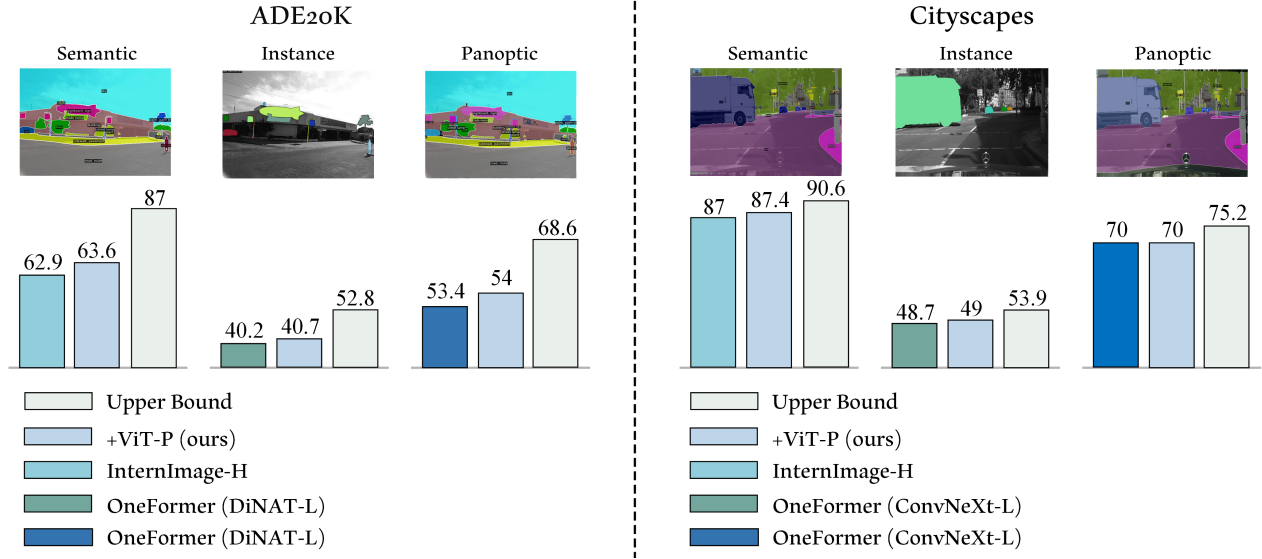 ADE20K
Semantic
Instance
Panoptic
62.9
63.6
87
40.2
40.7
52.8
53.4
54
68.6
Upper Bound
+ViT-P (ours)
InternImage-H
OneFormer (DiNAT-L)
OneFormer (DiNAT-L)
Cityscapes
Semantic
Instance
Panoptic
87
87.4
90.6
48.7
49
53.9
70
70
75.2
Upper Bound
+ViT-P (ours)
InternImage-H
OneFormer (ConvNeXt-L)
OneFormer (ConvNeXt-L)